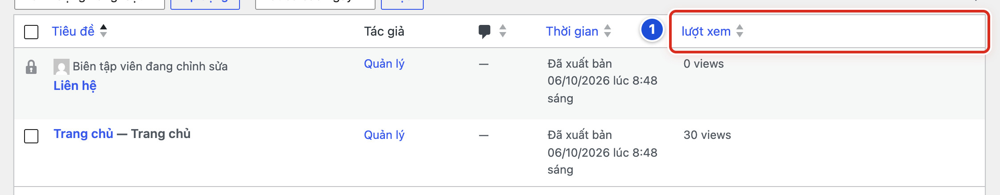 Tiêu đề
Tác giả
Thời gian
1
lượt xem
Biên tập viên đang chỉnh sửa
Liên hệ
Quản lý
—
Đã xuất bản
06/10/2026 lúc 8:48
sáng
0 views
Trang chủ — Trang chủ
Quản lý
—
Đã xuất bản
06/10/2026 lúc 8:48
sáng
30 views